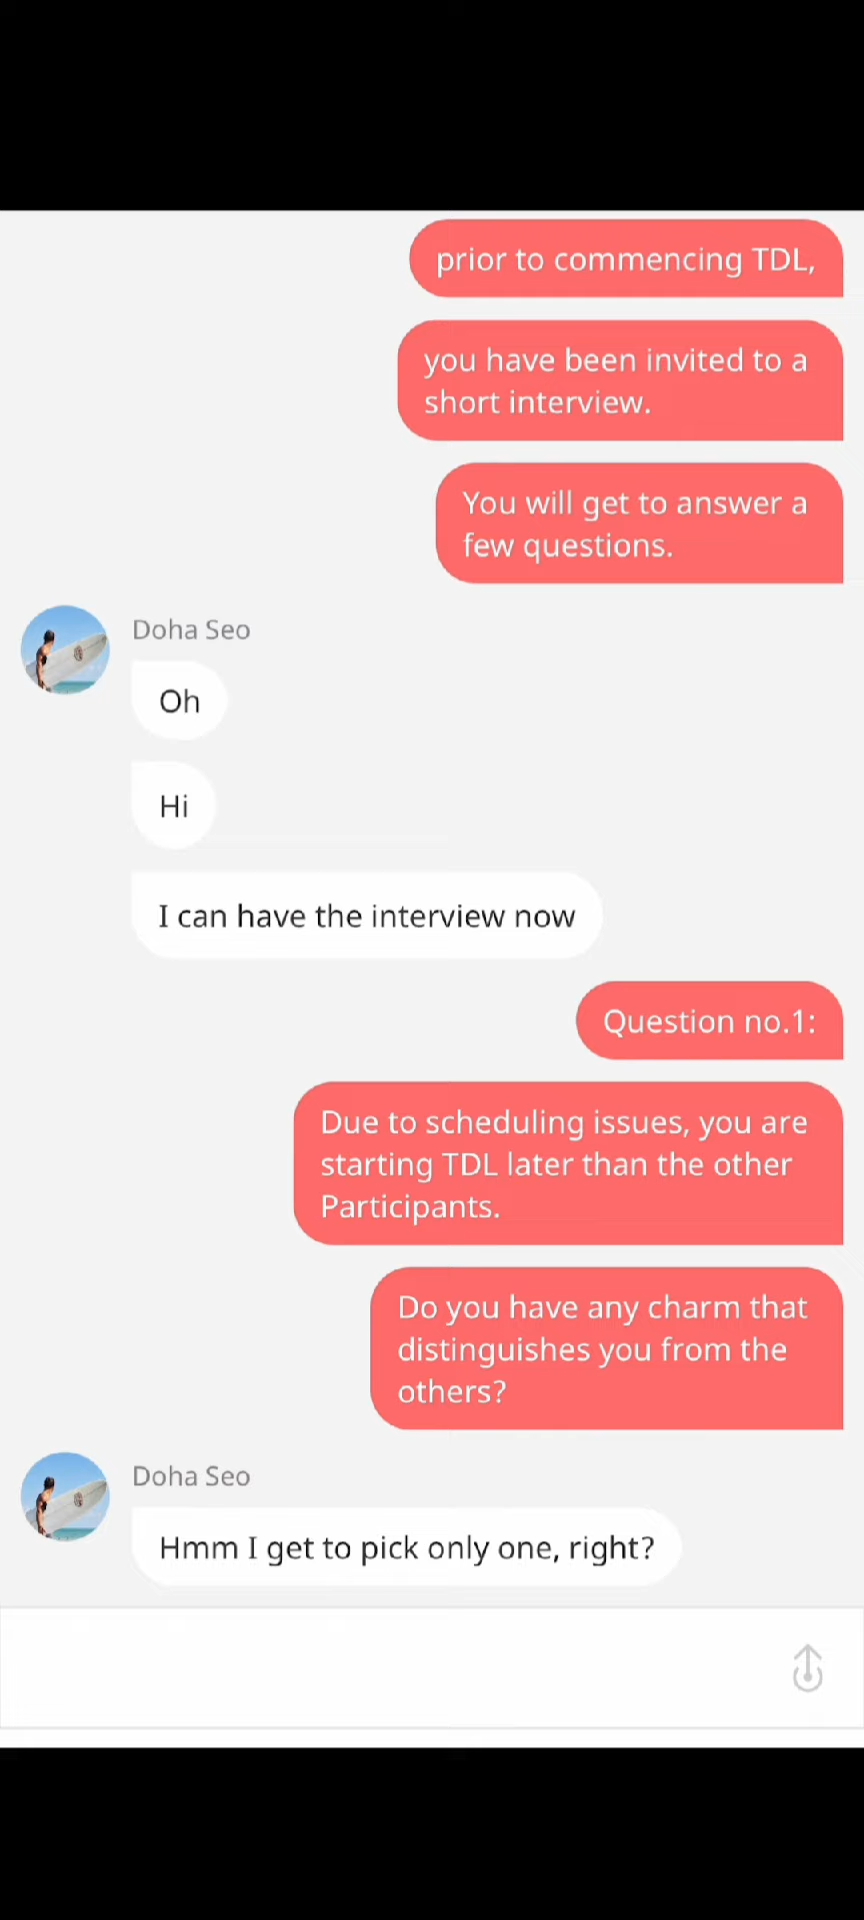 prior to commencing TDL,
you have been invited to a
short interview.
You will get to answer a
few questions.
Doha Seo
Oh
Hi
I can have the interview now
Question no.1:
Due to scheduling issues, you are
starting TDL later than the other
Participants.
Do you have any charm that
distinguishes you from the
others?
Doha Seo
Hmm I get to pick only one, right?